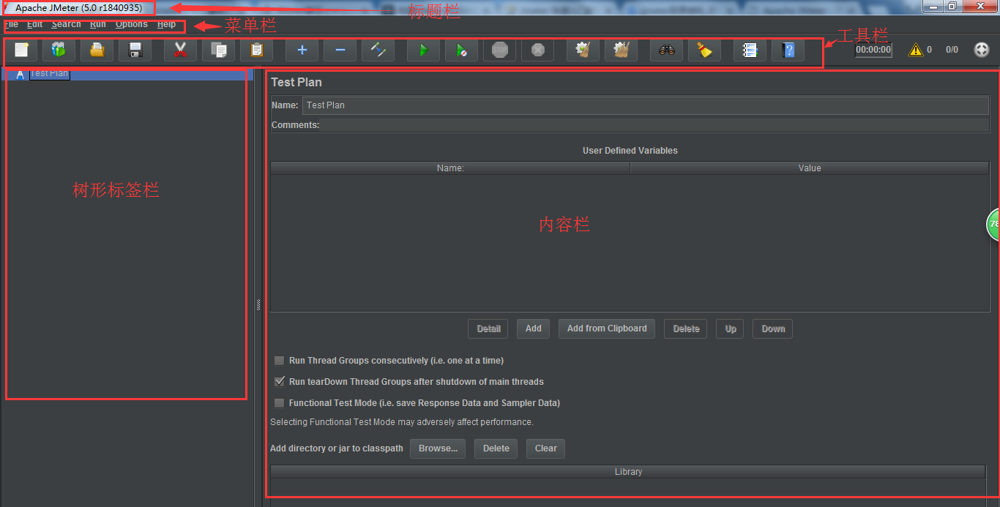 Apache JMeter (5.0 r1840935)
标题栏
File Edit Search Run Options Help
菜单栏
工具栏
STOP
00:00:00
0
0/0
Test Plan
树形标签栏
Test Plan
Name: Test Plan
Comments:
User Defined Variables
Name: Value
内容栏
78
Detail Add Add from Clipboard Delete Up Down
Run Thread Groups consecutively (i.e. one at a time)
Run tearDown Thread Groups after shutdown of main threads
Functional Test Mode (i.e. save Response Data and Sampler Data)
Selecting Functional Test Mode may adversely affect performance.
Add directory or jar to classpath Browse... Delete Clear
Library